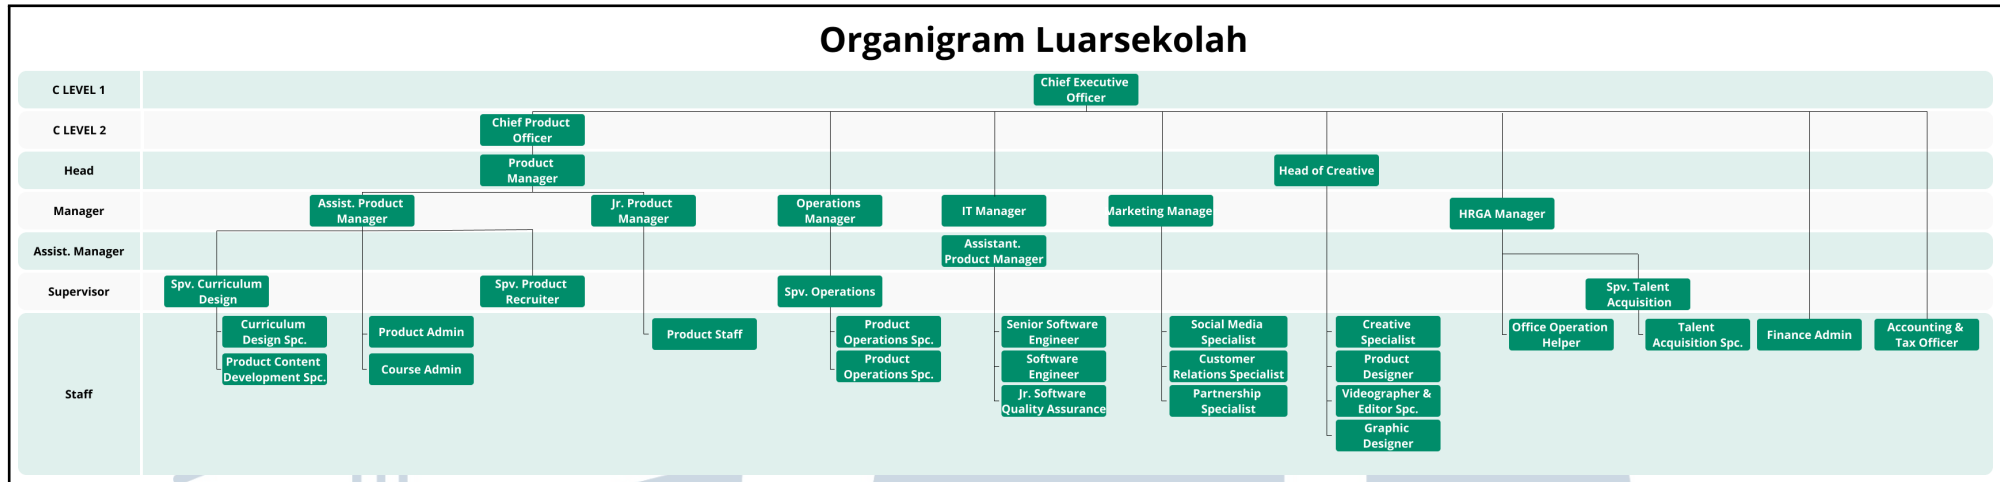 Organigram Luarsekolah
C LEVEL 1
Chief Executive
Officer
C LEVEL 2
Chief Product
Officer
Head
Product
Manager
Head of Creative
Manager
Assist. Product
Manager
Jr. Product
Manager
Operations
Manager
IT Manager
Marketing Manager
HRGA Manager
Assist. Manager
Assistant.
Product Manager
Supervisor
Spv. Curriculum
Design
Spv. Product
Recruiter
Spv. Operations
Spv. Talent
Acquisition
Staff
Curriculum
Design Spc.
Product Content
Development Spc.
Product Admin
Course Admin
Product Staff
Product
Operations Spc.
Product
Operations Spc.
Senior Software
Engineer
Software
Engineer
Jr. Software
Quality Assurance
Social Media
Specialist
Customer
Relations Specialist
Partnership
Specialist
Creative
Specialist
Product
Designer
Videographer &
Editor Spc.
Graphic
Designer
Office Operation
Helper
Talent
Acquisition Spc.
Finance Admin
Accounting &
Tax Officer